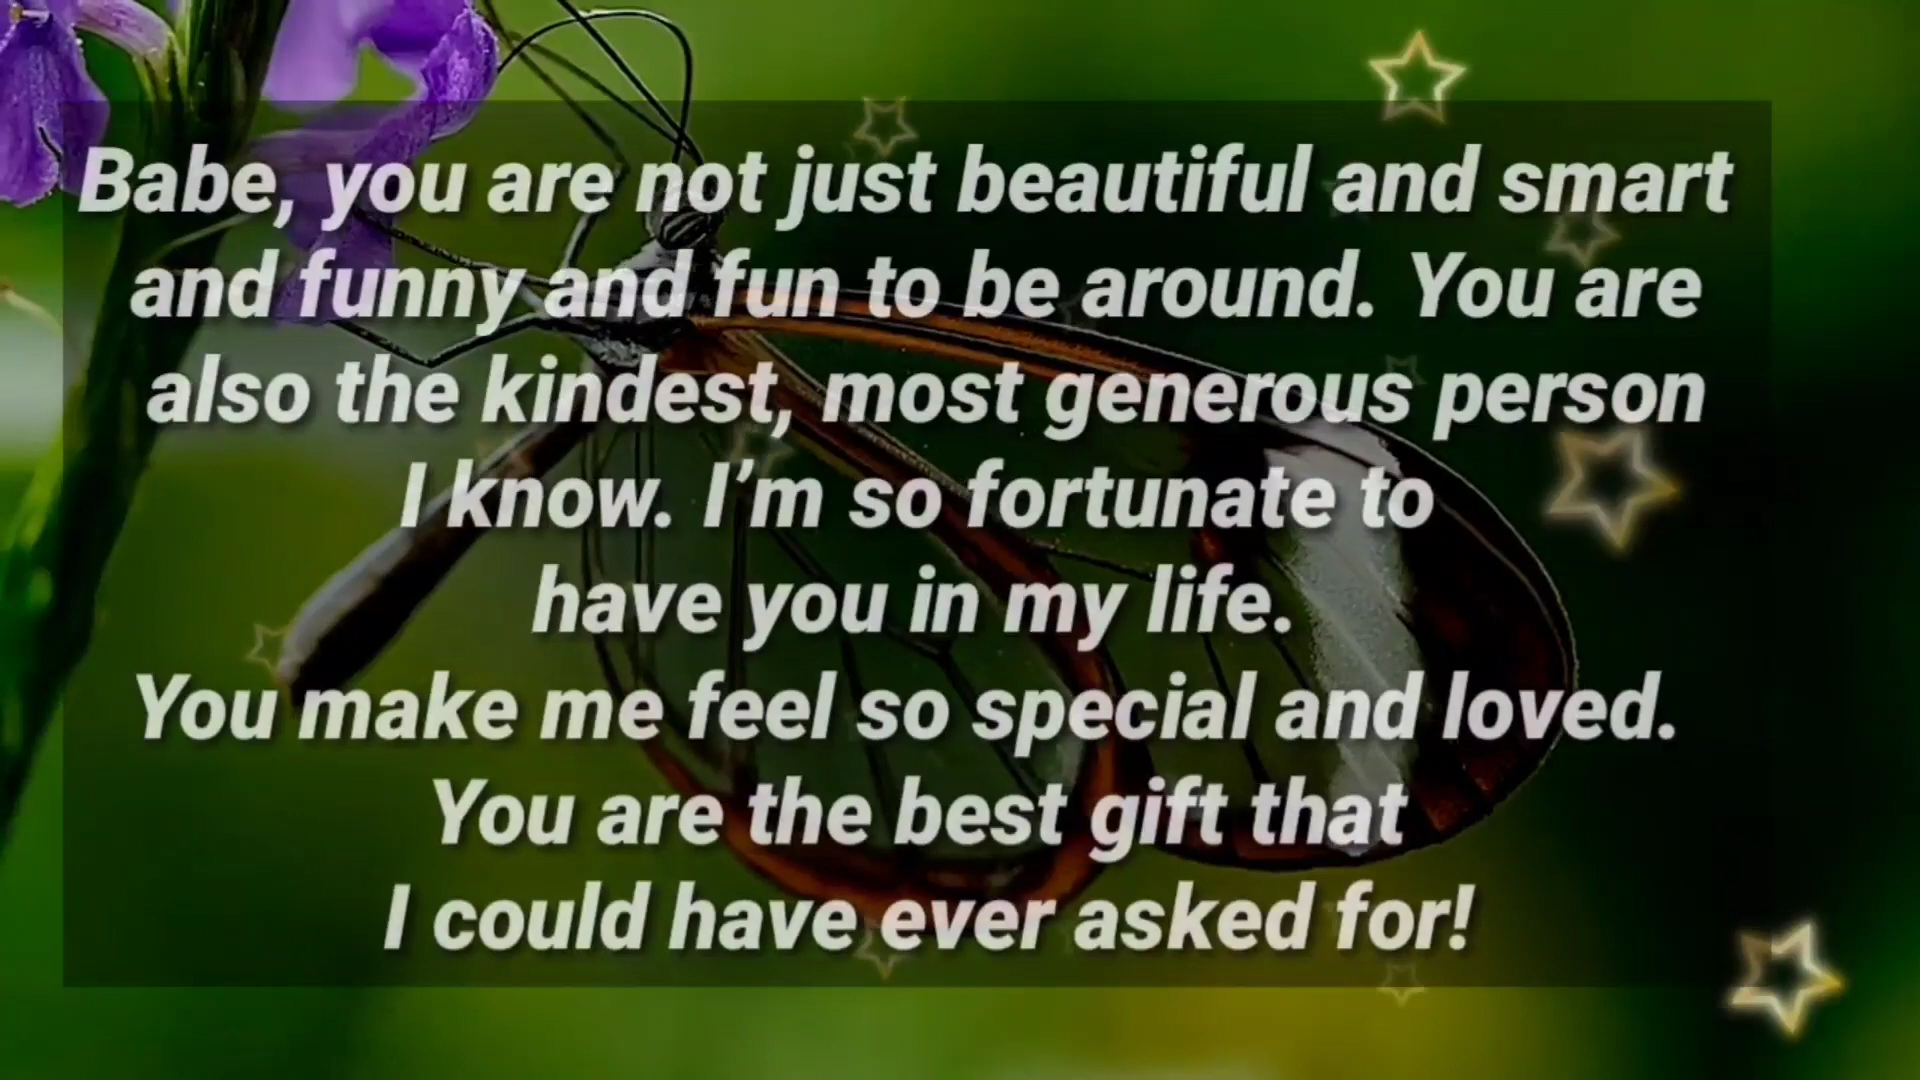 Babe, you are not just beautiful and smart
and funny and fun to be around. You are
also the kindest, most generous person
I know. I’m so fortunate to
have you in my life.
You make me feel so special and loved.
You are the best gift that
I could have ever asked for!